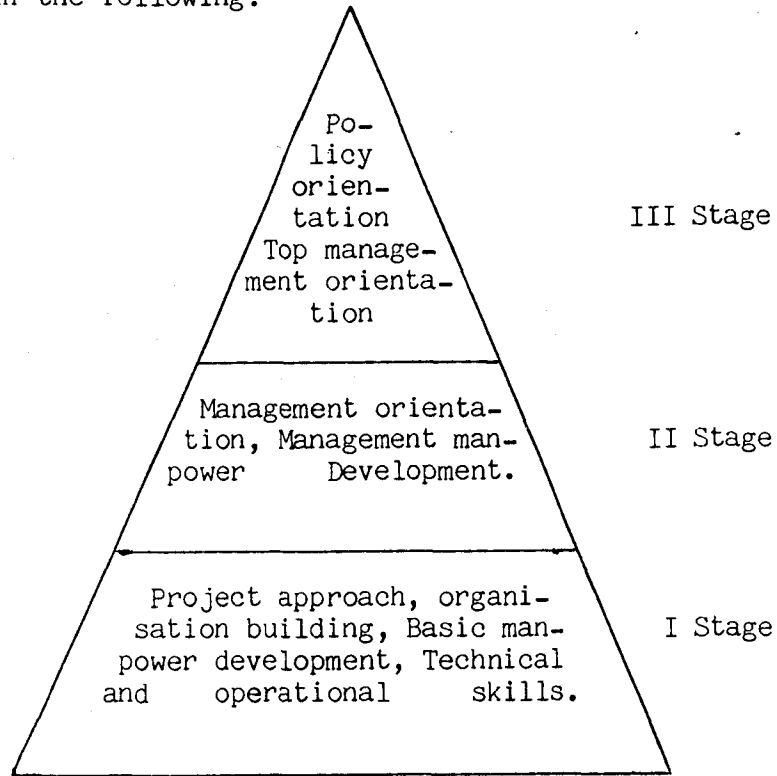 in the following:
Po-
licy
orien-
tation
Top manage-
ment orienta-
tion
III Stage
Management orienta-
tion, Management man-
power Development.
II Stage
Project approach, organi-
sation building, Basic man-
power development, Technical
and operational skills.
I Stage